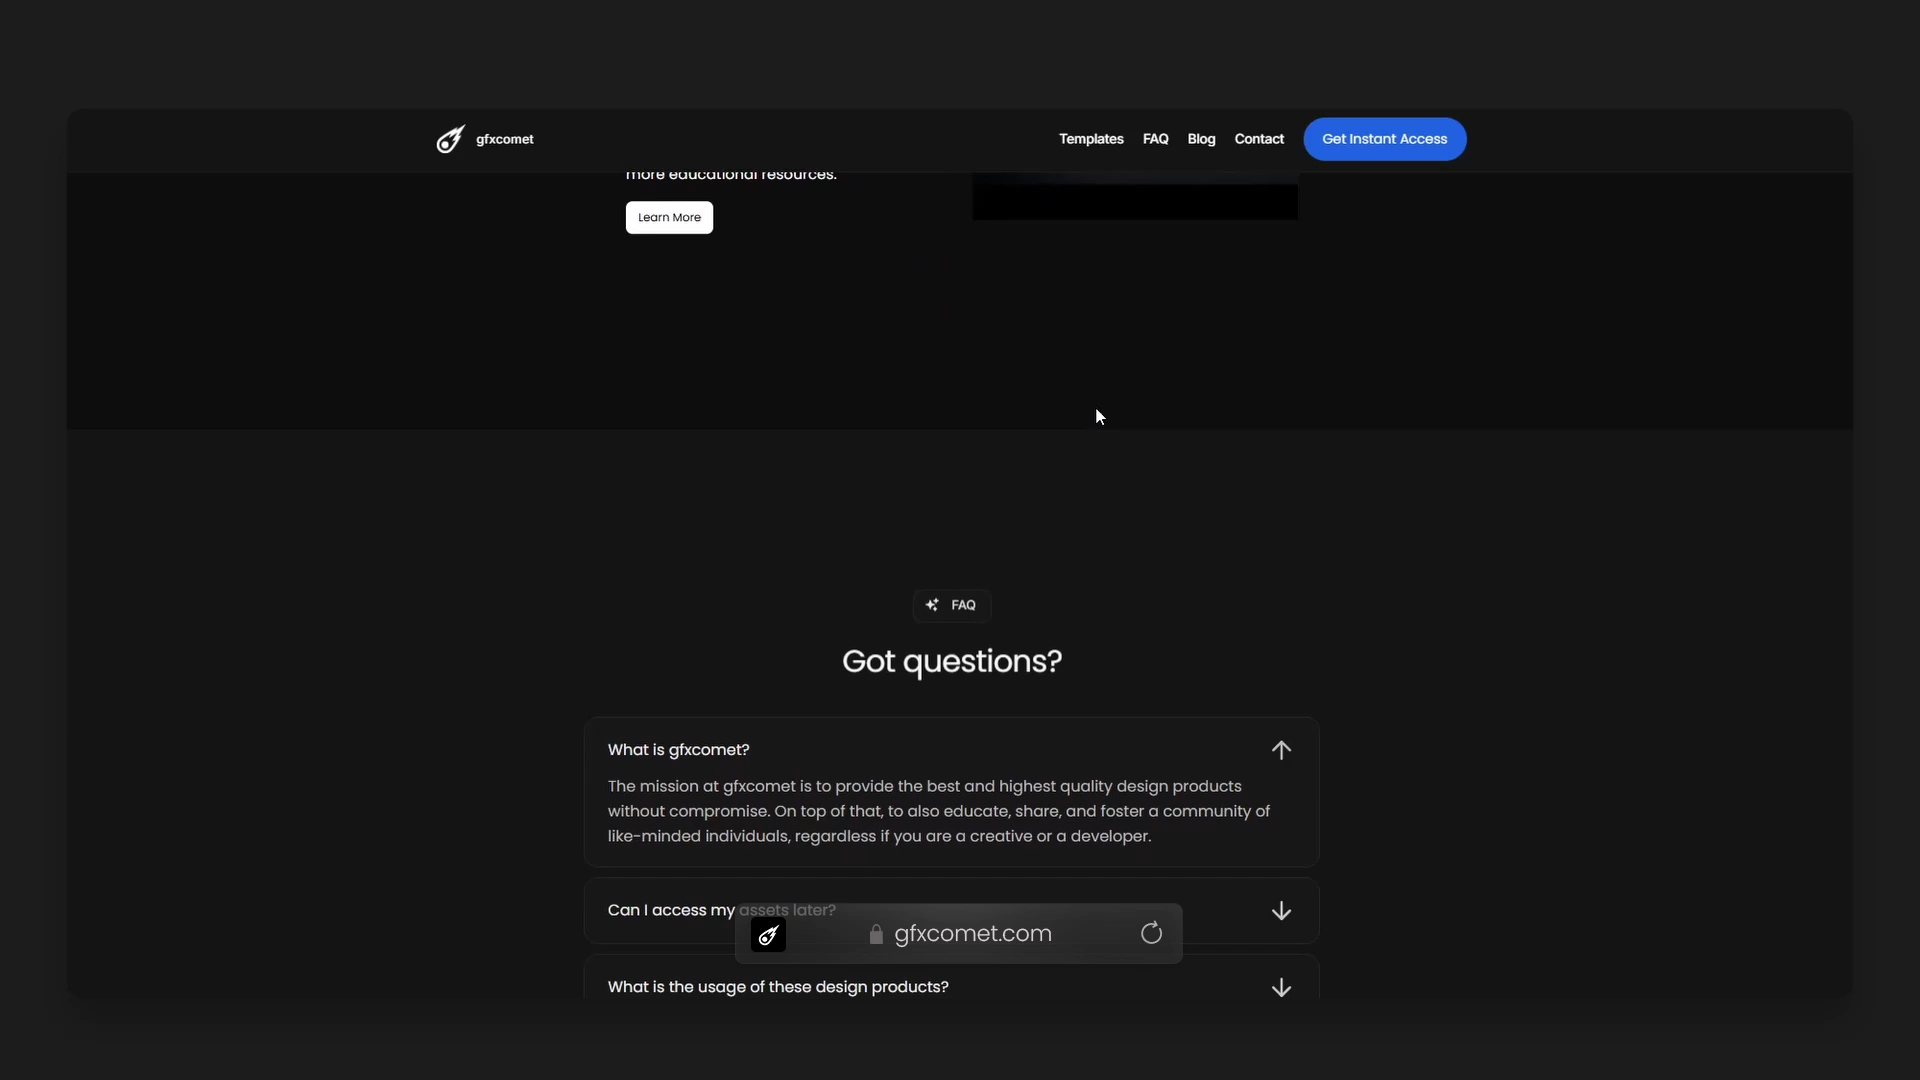 gfxcomet
Templates FAQ Blog Contact Get Instant Access
more educational resources.
Learn More
FAQ
Got questions?
What is gfxcomet?
The mission at gfxcomet is to provide the best and highest quality design products
without compromise. On top of that, to also educate, share, and foster a community of
like-minded individuals, regardless if you are a creative or a developer.
Can I access my assets later?
gfxcomet.com
What is the usage of these design products?